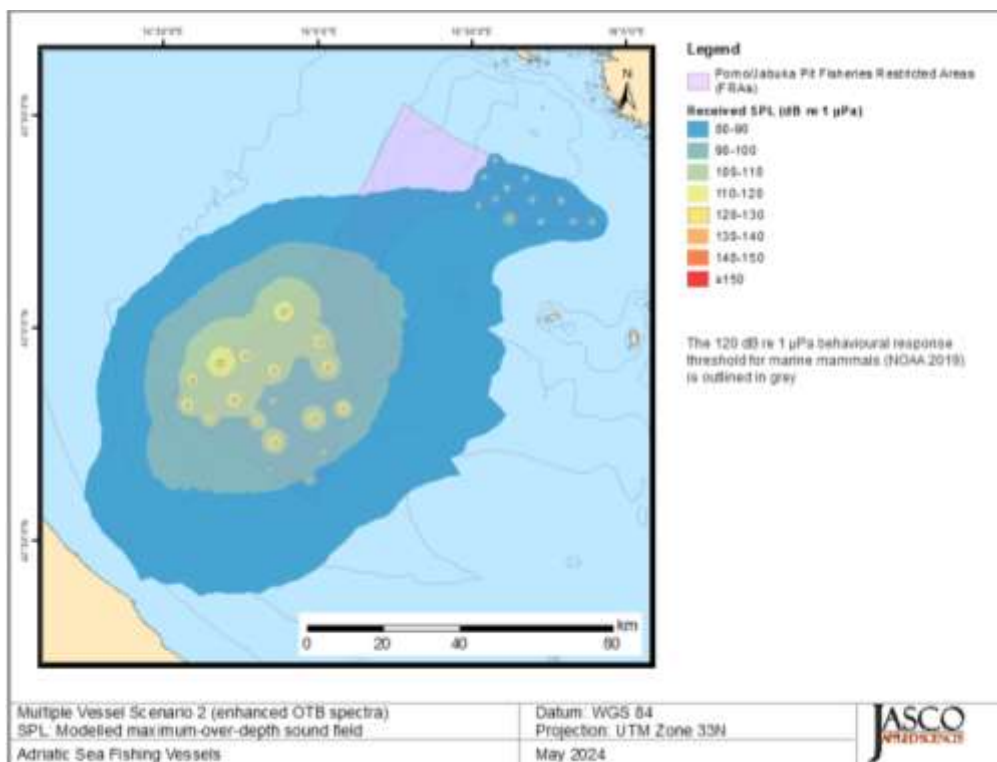 Legend
Pomo/Jabuka Pit Fisheries Restricted Areas
(FRAs)
Received SPL (dB re 1 µPa)
80-90
90-100
100-110
110-120
120-130
130-140
140-150
≥150
The 120 dB re 1 µPa behavioural response
threshold for marine mammals (NOAA 2019)
is outlined in grey
N
km
0 20 40 60
Multiple Vessel Scenario 2 (enhanced OTB spectra)
SPL: Modelled maximum-over-depth sound field
Adriatic Sea Fishing Vessels
Datum: WGS 84
Projection: UTM Zone 33N
May 2024
JASCO
APPLIED SCIENCES